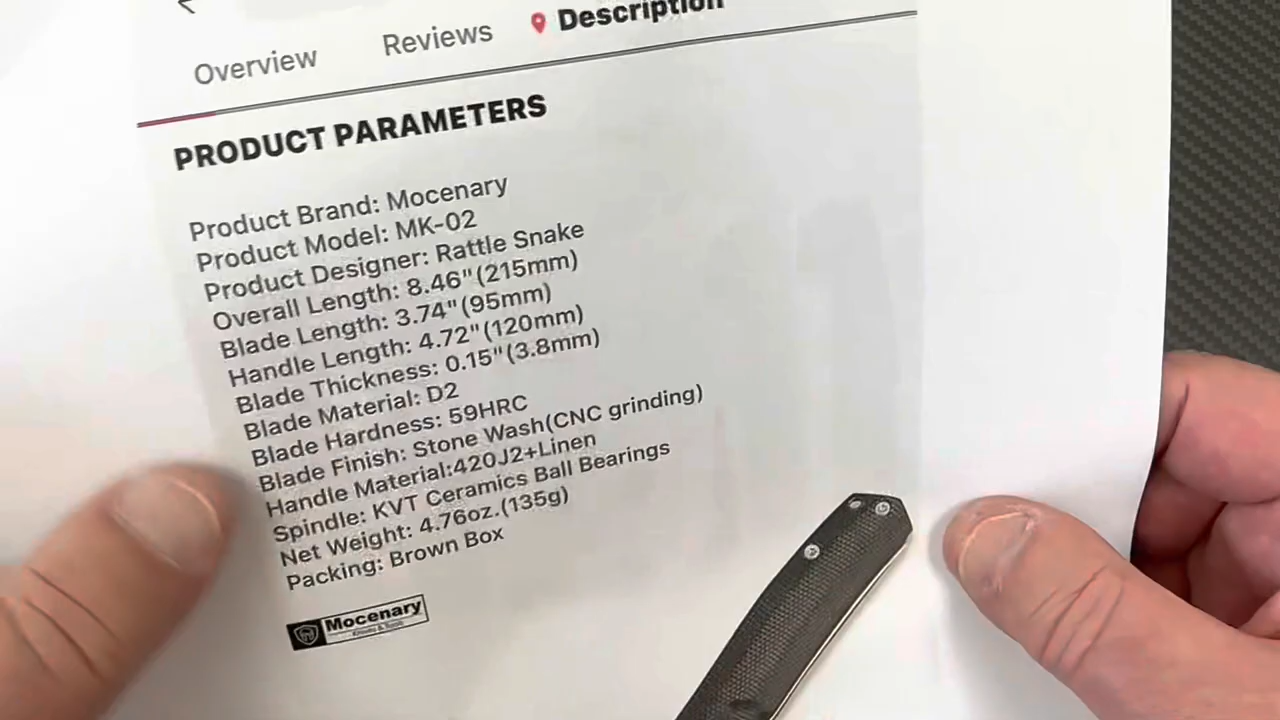 Overview Reviews Description
PRODUCT PARAMETERS
Product Brand: Mocenary
Product Model: MK-02
Product Designer: Rattle Snake
Overall Length: 8.46"(215mm)
Blade Length: 3.74"(95mm)
Handle Length: 4.72"(120mm)
Blade Thickness: 0.15"(3.8mm)
Blade Material: D2
Blade Hardness: 59HRC
Blade Finish: Stone Wash(CNC grinding)
Handle Material:420J2+Linen
Spindle: KVT Ceramics Ball Bearings
Net Weight: 4.76oz.(135g)
Packing: Brown Box
Mocenary